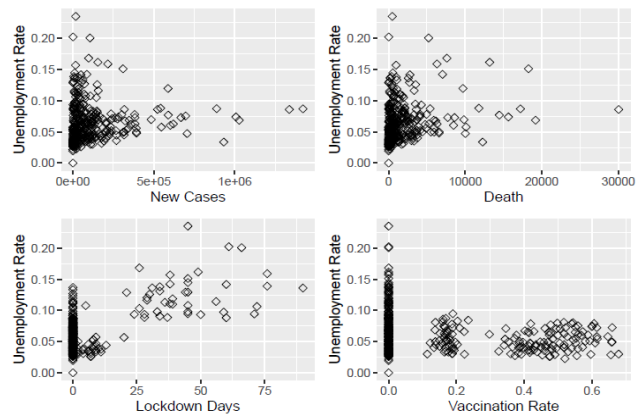 Unemployment Rate
0.20
0.15
0.10
0.05
0.00
0e+00 5e+05 1e+06
New Cases
Unemployment Rate
0.20
0.15
0.10
0.05
0.00
0 10000 20000 30000
Death
Unemployment Rate
0.20
0.15
0.10
0.05
0.00
0 25 50 75
Lockdown Days
Unemployment Rate
0.20
0.15
0.10
0.05
0.00
0.0 0.2 0.4 0.6
Vaccination Rate